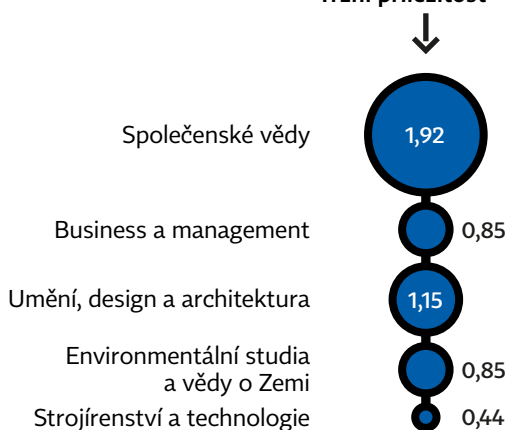 Společenské vědy
1,92
Business a management
0,85
Umění, design a architektura
1,15
Environmentální studia
a vědy o Zemi
0,85
Strojírenství a technologie
0,44